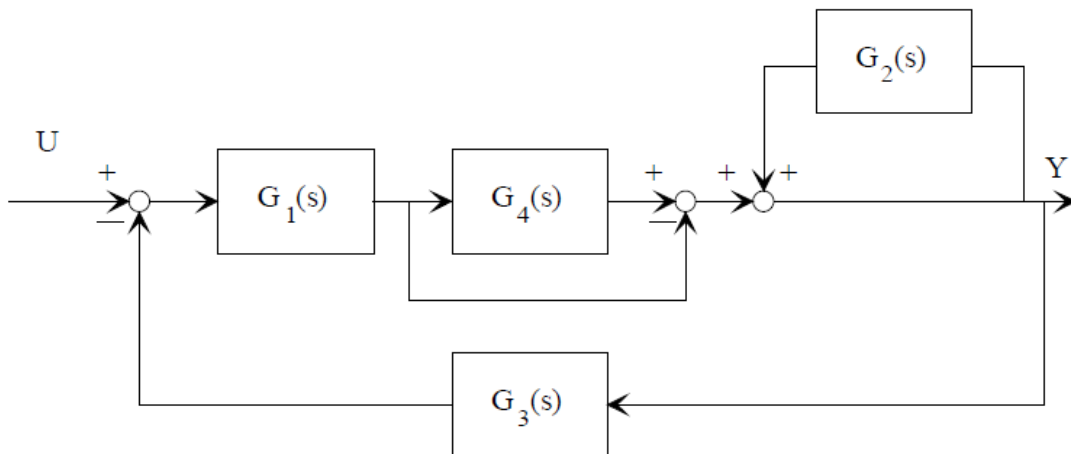 G2(s)
U
Y
+
+
+
+
G1(s)
G4(s)
—
—
G3(s)